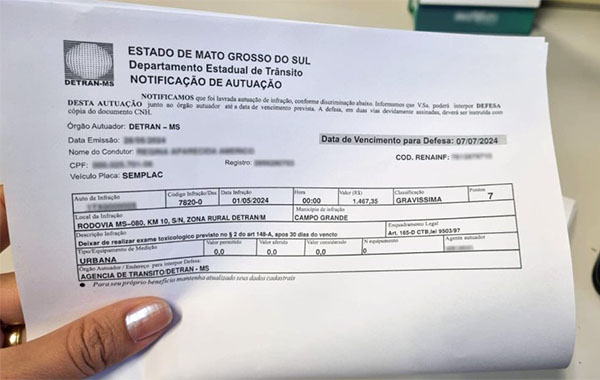 ESTADO DE MATO GROSSO DO SUL
Departamento Estadual de Trânsito
NOTIFICAÇÃO DE AUTUAÇÃO
DETRAN-MS
NOTIFICAMOS que foi lavrada autuação de infração, conforme discriminação abaixo. Informamos que V.Sa. poderá interpor DEFESA
DESTA AUTUAÇÃO junto ao órgão autuador até a data de vencimento prevista. A defesa, em duas vias devidamente assinadas, deverá ser instruída com
cópia do documento CNH.
Órgão Autuador: DETRAN – MS
Data Emissão:
Data de Vencimento para Defesa: 07/07/2024
Nome do Condutor:
COD. RENAINF:
CPF: Registro:
Veículo Placa: SEMPLAC
Auto de Infração Código Infração/Des Data Infração Hora Valor (R$) Classificação Pontos
7820-0 01/05/2024 00:00 1.467,35 GRAVISSIMA 7
Local da Infração Município de infração
RODOVIA MS–080, KM 10, S/N, ZONA RURAL DETRAN/M CAMPO GRANDE
Descrição Infração Enquadramento Legal
Deixar de realizar exame toxicologico previsto no § 2 do art 148-A, apos 30 dias do vencto Art. 165-D CTB,lei 9503/97
Tipo/Equipamento de Medição Valor permitido Valor aferida Valor considerado N equipamento Agente autuador
URBANA 0,0 0,0 0,0 0
Órgão Autuador / Endereço para interpor Defesa:
AGENCIA DE TRANSITO/DETRAN - MS
● Para seu próprio benefício mantenha atualizado seus dados cadastrais